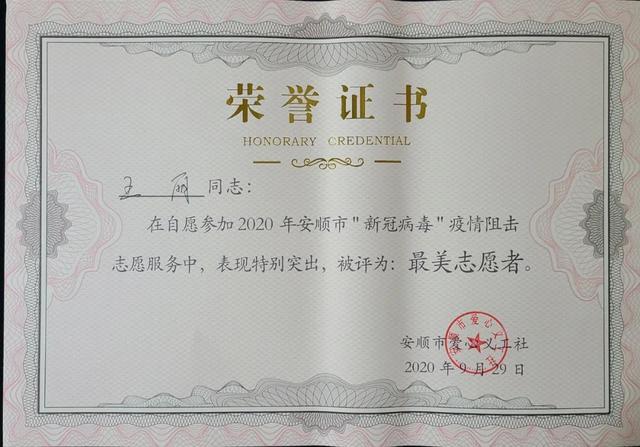 荣誉证书
HONORARY CREDENTIAL
王丽 同志：
在自愿参加2020年安顺市"新冠病毒"疫情阻击
志愿服务中，表现特别突出，被评为：最美志愿者。
安顺市爱心义工社
2020年9月29日